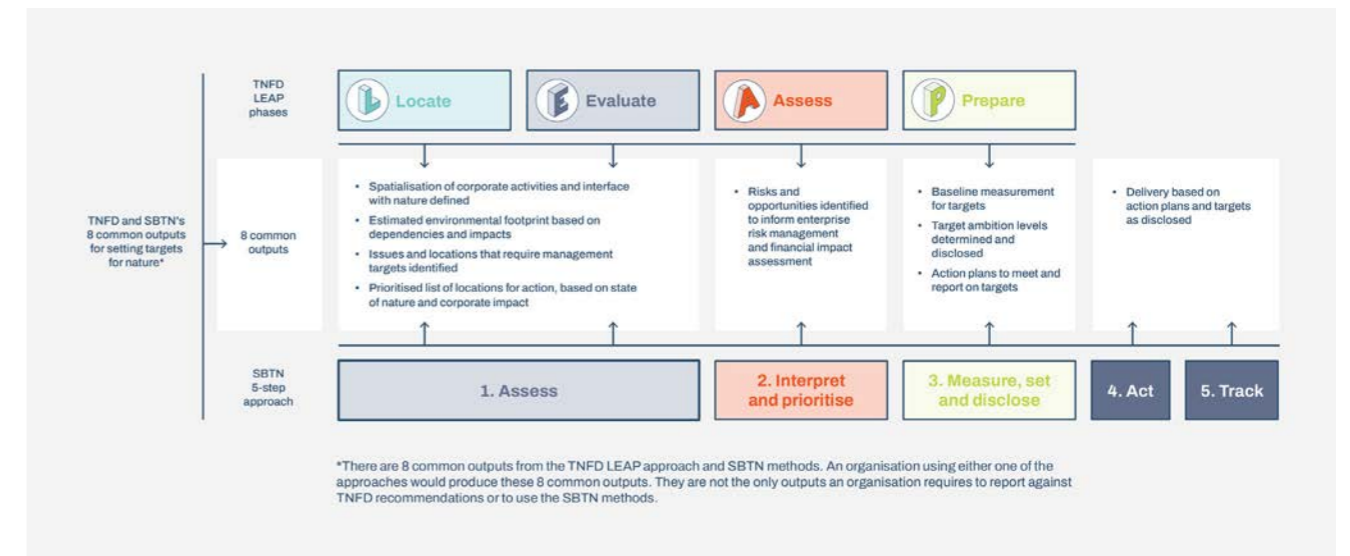 TNFD
LEAP
phases
Locate
Evaluate
Assess
Prepare
TNFD and SBTN's
8 common outputs
for setting targets
for nature*
8 common
outputs
• Spatialisation of corporate activities and interface
with nature defined
• Estimated environmental footprint based on
dependencies and impacts
• Issues and locations that require management
targets identified
• Prioritised list of locations for action, based on state
of nature and corporate impact
• Risks and
opportunities identified
to inform enterprise
risk management
and financial impact
assessment
• Baseline measurement
for targets
• Target ambition levels
determined and
disclosed
• Action plans to meet and
report on targets
• Delivery based on
action plans and targets
as disclosed
SBTN
5-step
approach
1. Assess
2. Interpret
and prioritise
3. Measure, set
and disclose
4. Act
5. Track
*There are 8 common outputs from the TNFD LEAP approach and SBTN methods. An organisation using either one of the
approaches would produce these 8 common outputs. They are not the only outputs an organisation requires to report against
TNFD recommendations or to use the SBTN methods.